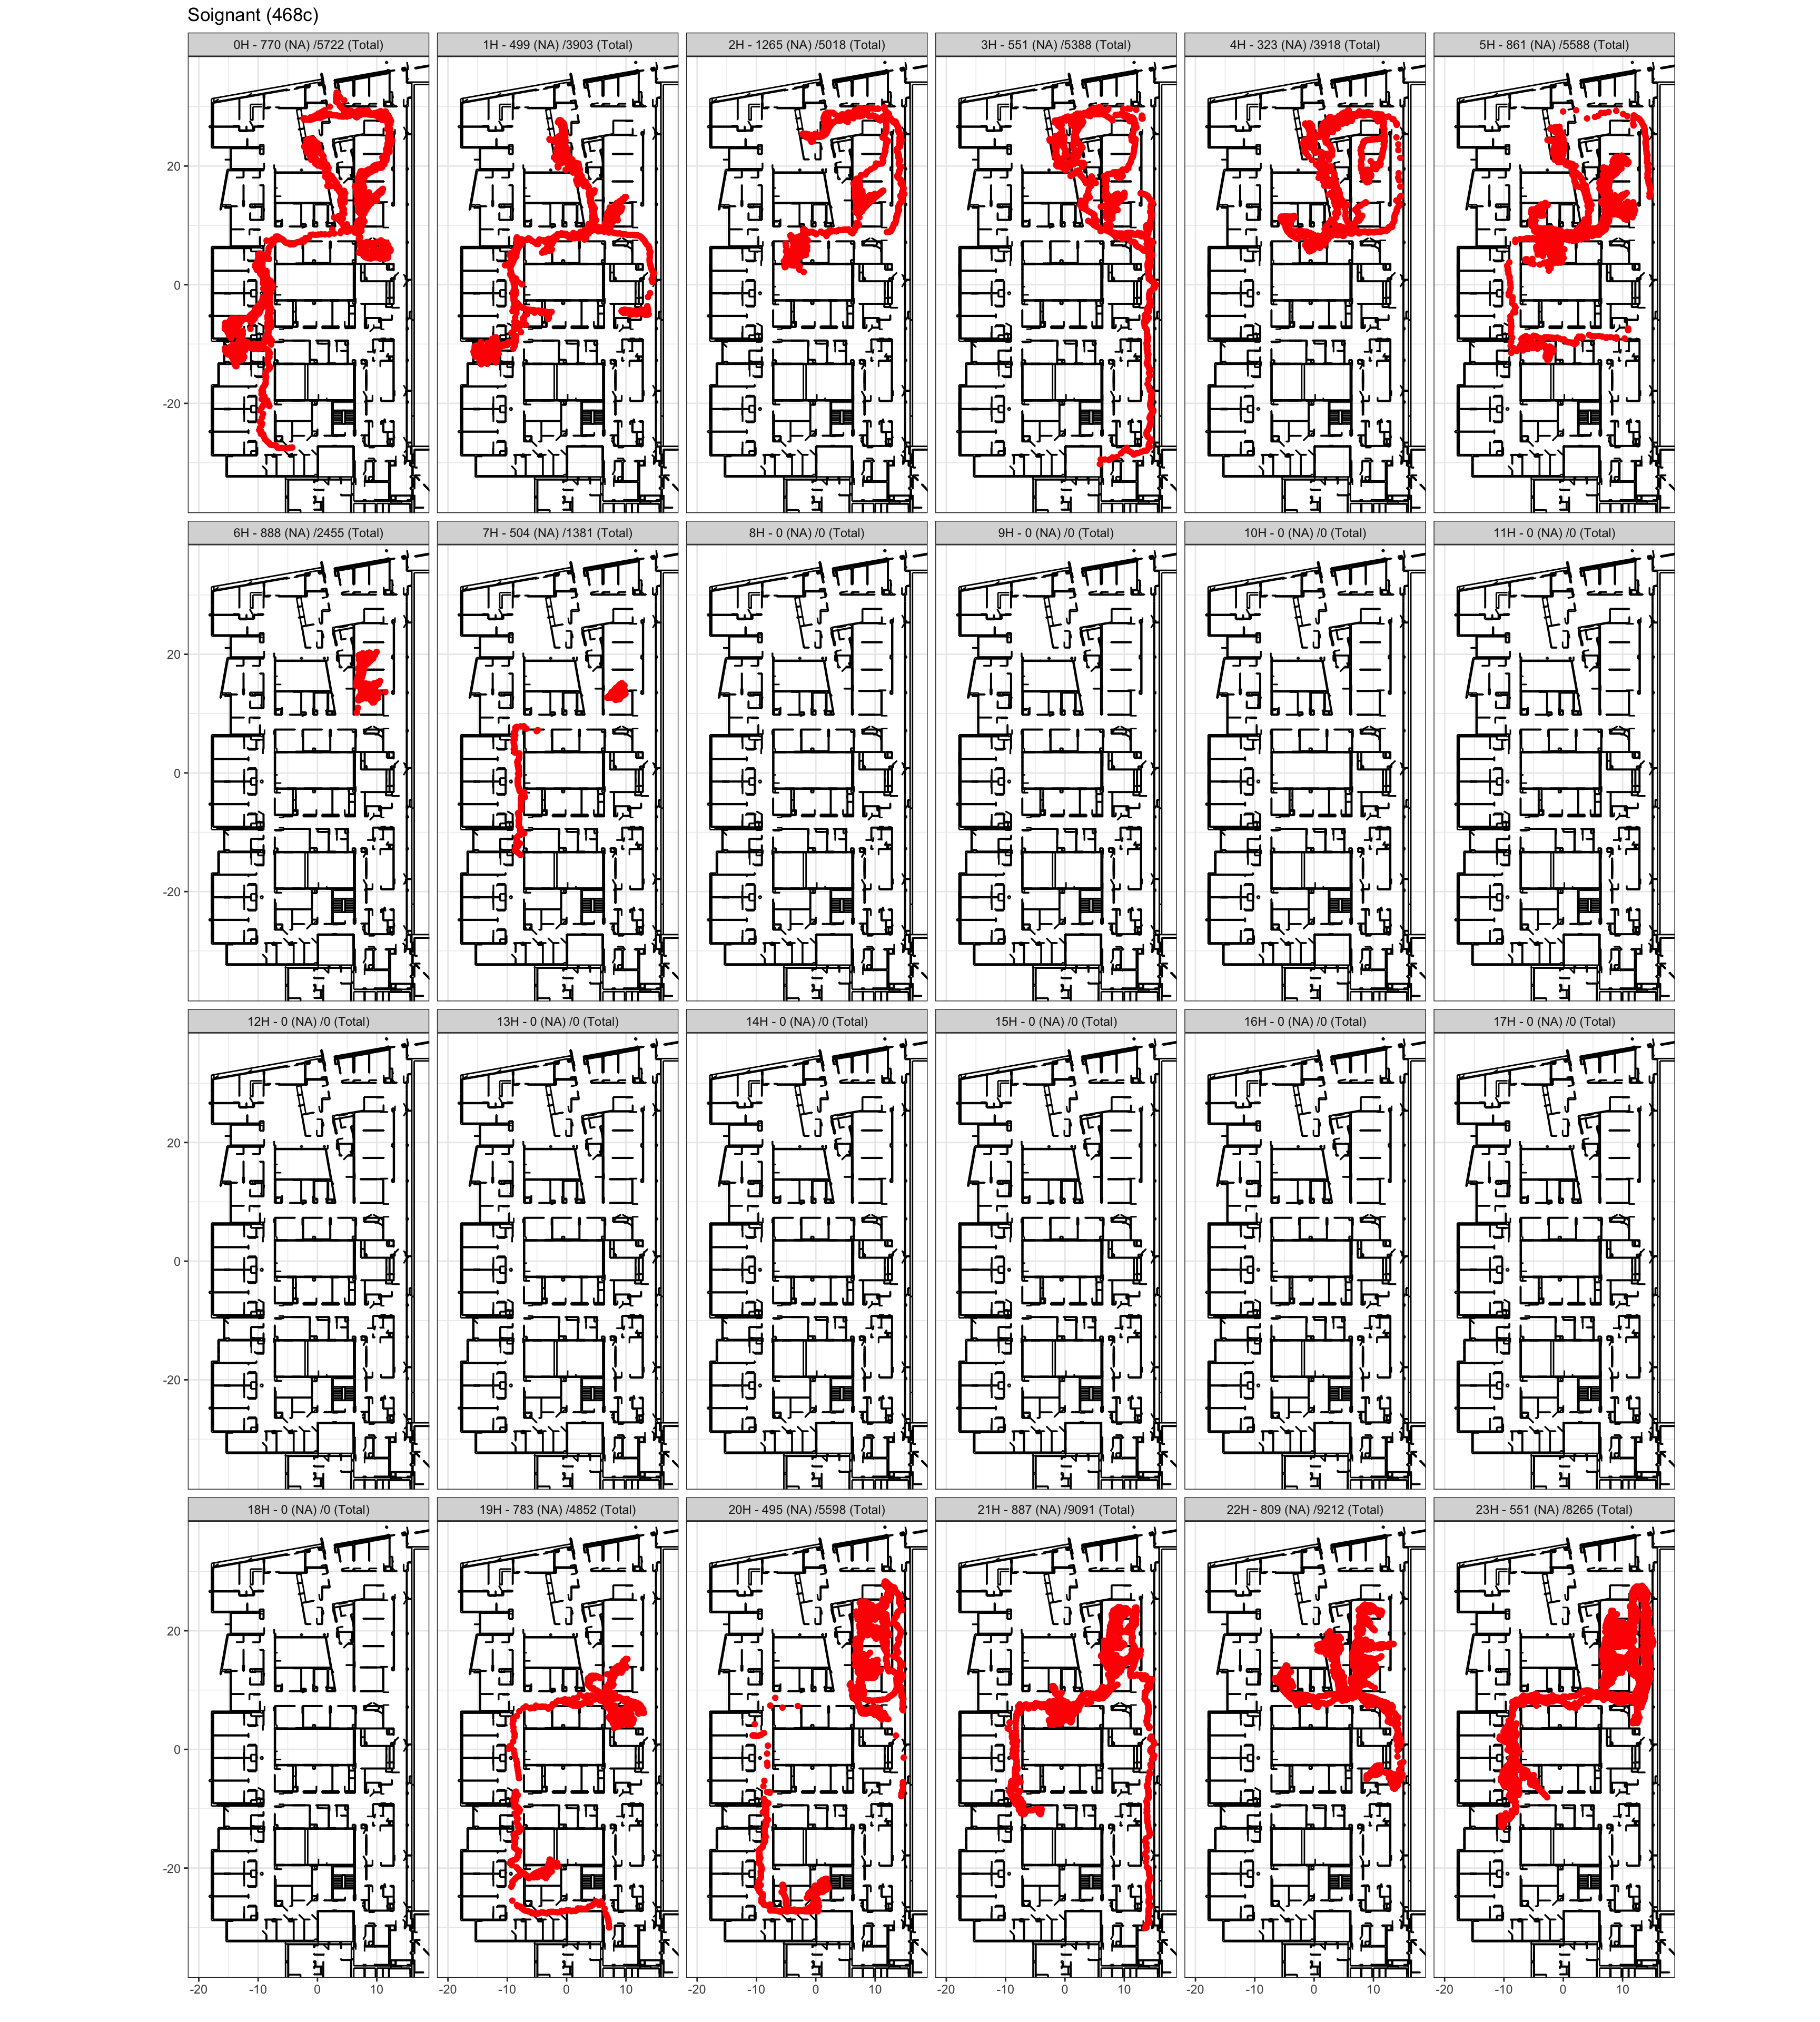 Soignant (468c)
0H - 770 (NA) /5722 (Total) 1H - 499 (NA) /3903 (Total) 2H - 1265 (NA) /5018 (Total) 3H - 551 (NA) /5388 (Total) 4H - 323 (NA) /3918 (Total) 5H - 861 (NA) /5588 (Total)
20
0
-20
6H - 888 (NA) /2455 (Total) 7H - 504 (NA) /1381 (Total) 8H - 0 (NA) /0 (Total) 9H - 0 (NA) /0 (Total) 10H - 0 (NA) /0 (Total) 11H - 0 (NA) /0 (Total)
20
0
-20
12H - 0 (NA) /0 (Total) 13H - 0 (NA) /0 (Total) 14H - 0 (NA) /0 (Total) 15H - 0 (NA) /0 (Total) 16H - 0 (NA) /0 (Total) 17H - 0 (NA) /0 (Total)
20
0
-20
18H - 0 (NA) /0 (Total) 19H - 783 (NA) /4852 (Total) 20H - 495 (NA) /5598 (Total) 21H - 887 (NA) /9091 (Total) 22H - 809 (NA) /9212 (Total) 23H - 551 (NA) /8265 (Total)
20
0
-20
-20 -10 0 10 -20 -10 0 10 -20 -10 0 10 -20 -10 0 10 -20 -10 0 10 -20 -10 0 10